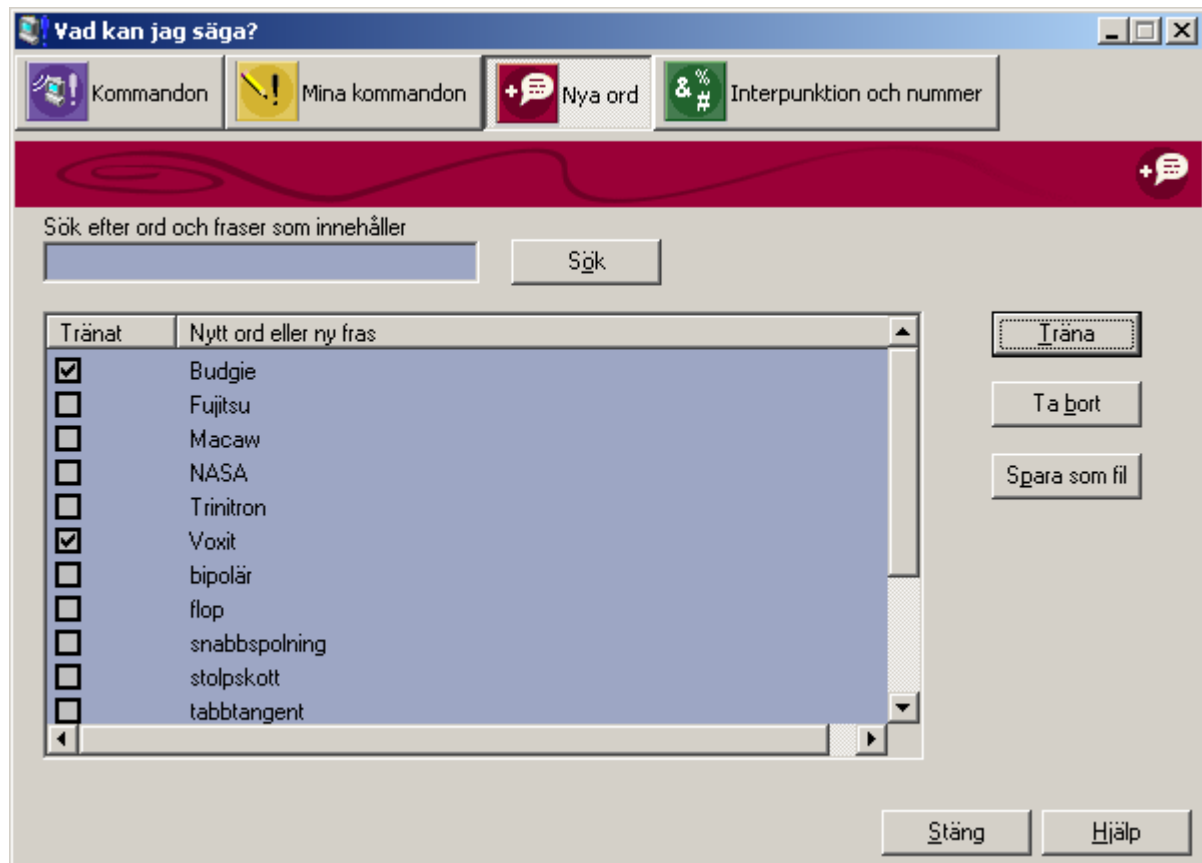 Vad kan jag säga?
Kommandon Mina kommandon Nya ord Interpunktion och nummer
Sök efter ord och fraser som innehåller
Sök
Tränat Nytt ord eller ny fras
Budgie
Fujitsu
Macaw
NASA
Trinitron
Voxit
bipolär
flop
snabbspolning
stolpskott
tabbtangent
Träna
Ta bort
Spara som fil
Stäng Hjälp